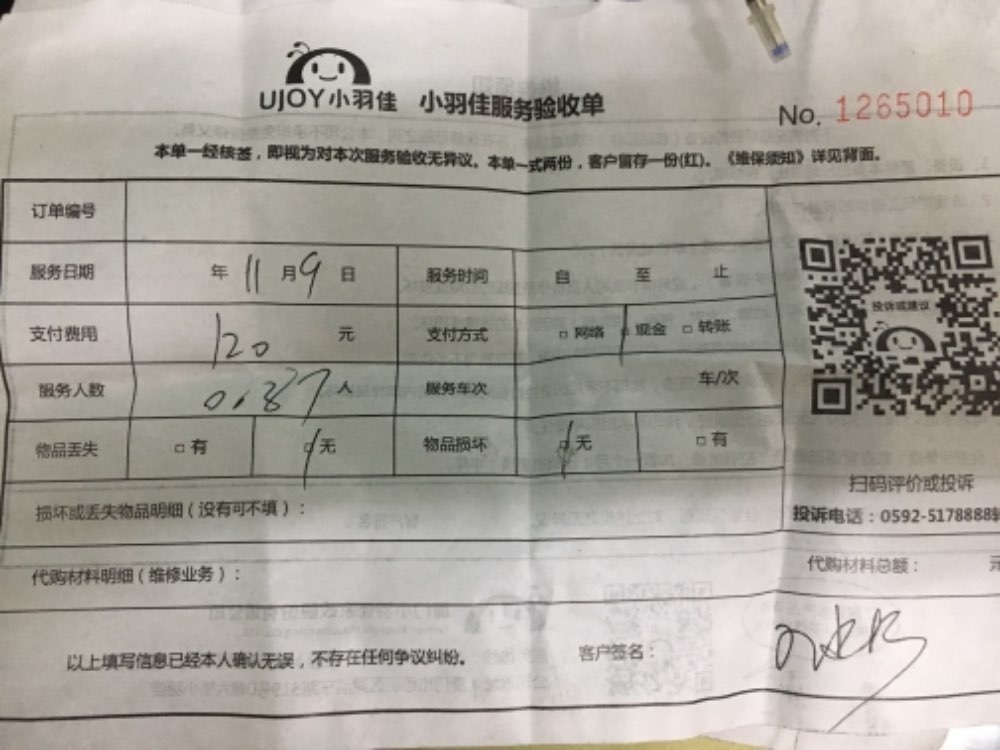 UJOY小羽佳 小羽佳服务验收单
No. 1265010
本单一经核签，即视为对本次服务验收无异议。本单一式两份，客户留存一份(红)。《维保须知》详见背面。
订单编号
服务日期 年 11 月 9 日 服务时间 自 至 止
支付费用 120 元 支付方式 □ 网络 □ 现金 □ 转账
服务人数 人 服务车次 车/次
投诉或建议
物品丢失 □ 有 □ 无 物品损坏 □ 无 □ 有
扫码评价或投诉
损坏或丢失物品明细（没有可不填）：
投诉电话：0592-5178888转
代购材料明细（维修业务）： 代购材料总额： 元
以上填写信息已经本人确认无误，不存在任何争议纠纷。 客户签名：